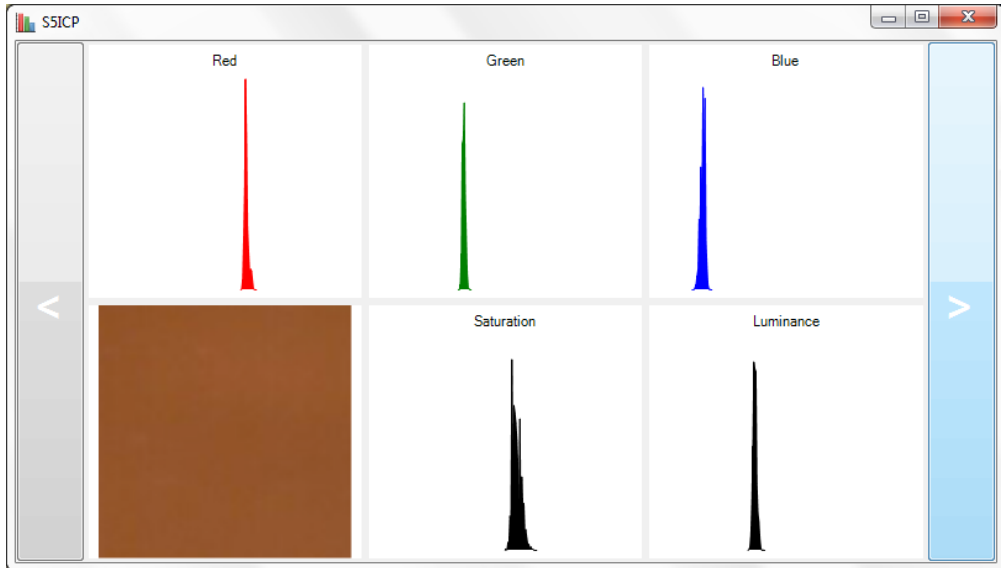 S5ICP
Red
Green
Blue
<
>
Saturation
Luminance